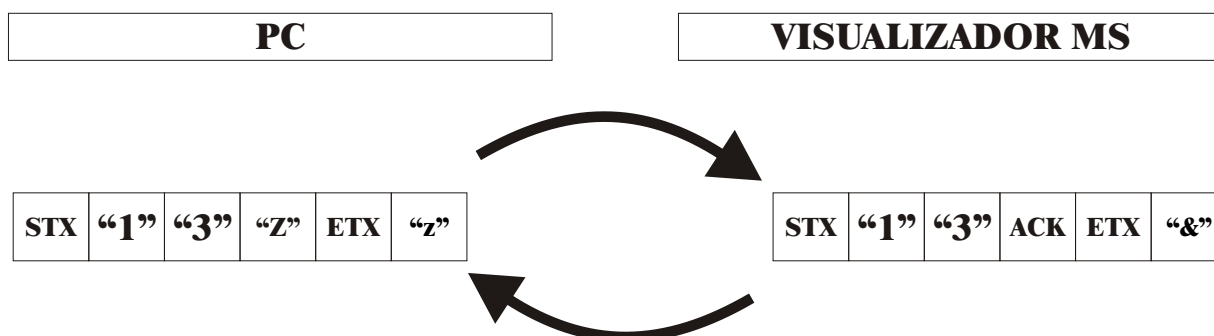 PC
VISUALIZADOR MS
STX “1” “3” “Z” ETX “z”
STX “1” “3” ACK ETX “&”